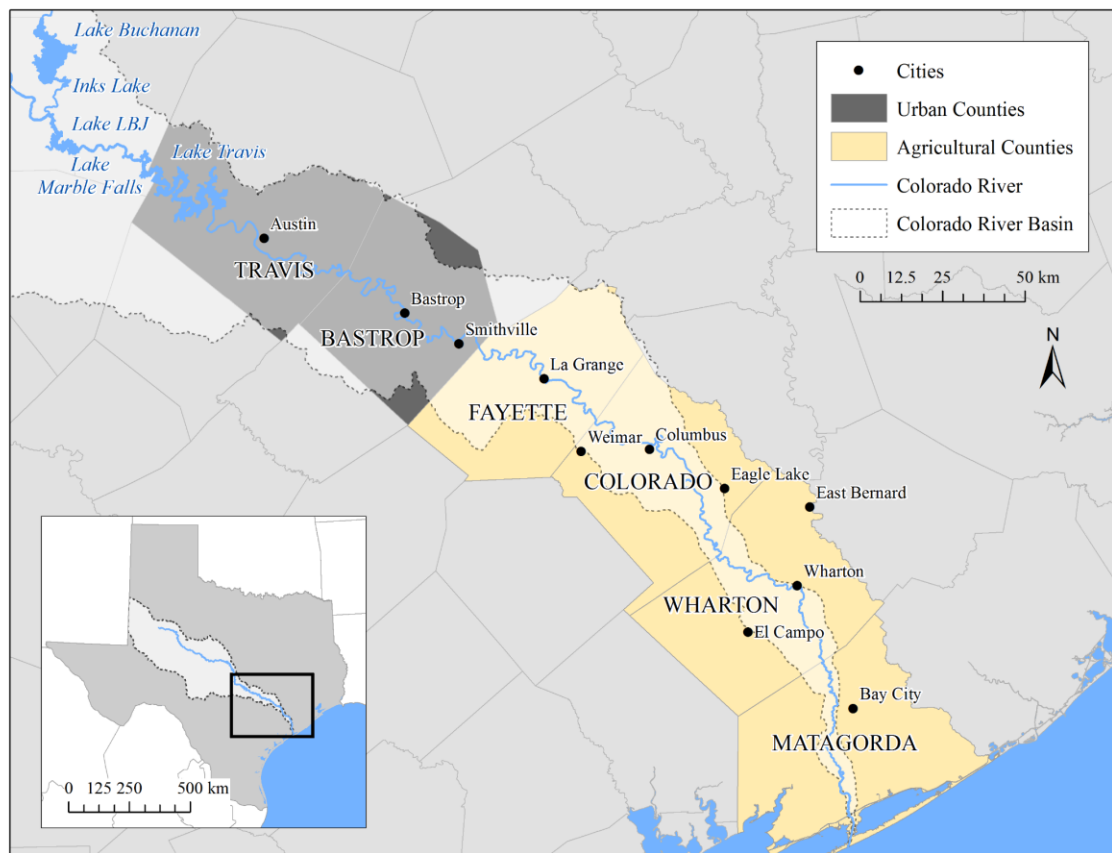 Lake Buchanan
Inks Lake
Lake LBJ
Lake
Marble Falls
Lake Travis
Austin
TRAVIS
Bastrop
BASTROP
Smithville
La Grange
FAYETTE
Weimar
Columbus
COLORADO
Eagle Lake
East Bernard
Wharton
WHARTON
El Campo
Bay City
MATAGORDA
Cities
Urban Counties
Agricultural Counties
Colorado River
Colorado River Basin
0 12.5 25 50 km
N
0 125 250 500 km